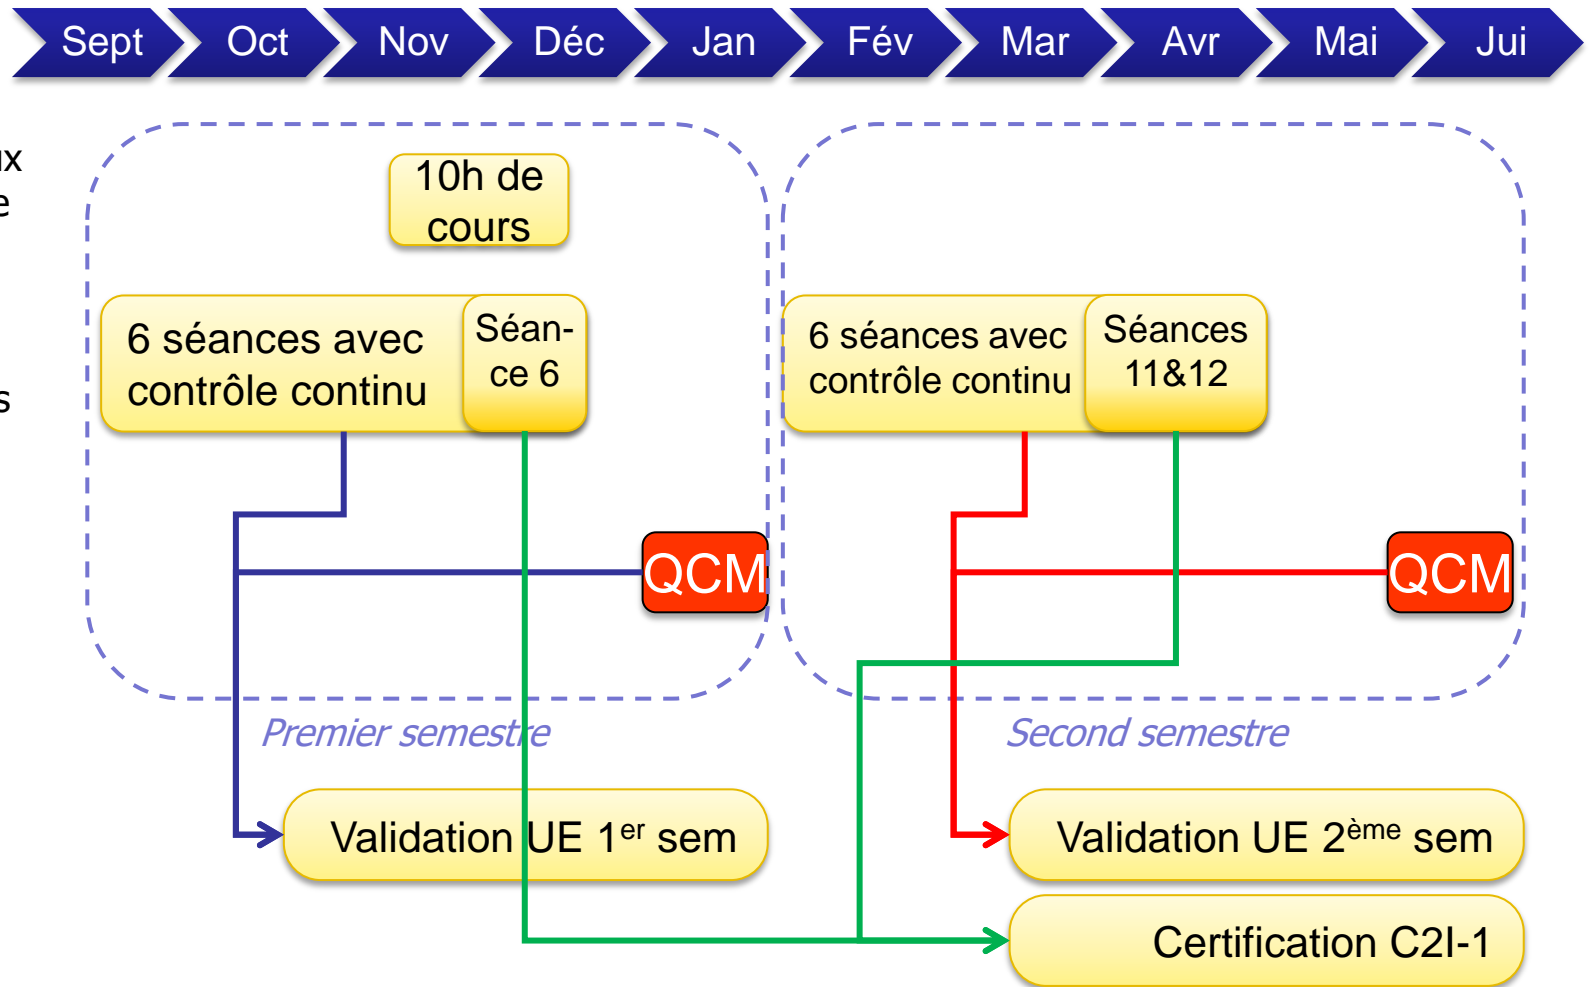 Sept Oct Nov Déc Jan Fév Mar Avr Mai Jui
10h de
cours
6 séances avec
contrôle continu
Séan-
ce 6
6 séances avec
contrôle continu
Séances
11&12
QCM
QCM
Premier semestre
Second semestre
Validation UE 1er sem
Validation UE 2ème sem
Certification C2I-1